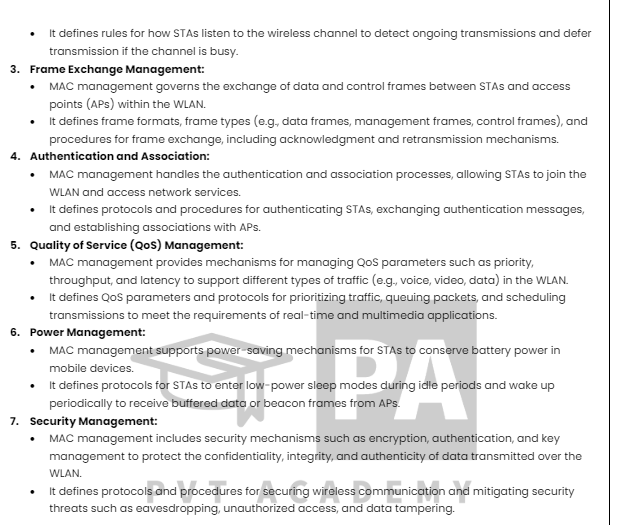 • It defines rules for how STAs listen to the wireless channel to detect ongoing transmissions and defer
transmission if the channel is busy.
3. Frame Exchange Management:
• MAC management governs the exchange of data and control frames between STAs and access
points (APs) within the WLAN.
• It defines frame formats, frame types (e.g., data frames, management frames, control frames), and
procedures for frame exchange, including acknowledgment and retransmission mechanisms.
4. Authentication and Association:
• MAC management handles the authentication and association processes, allowing STAs to join the
WLAN and access network services.
• It defines protocols and procedures for authenticating STAs, exchanging authentication messages,
and establishing associations with APs.
5. Quality of Service (QoS) Management:
• MAC management provides mechanisms for managing QoS parameters such as priority,
throughput, and latency to support different types of traffic (e.g., voice, video, data) in the WLAN.
• It defines QoS parameters and protocols for prioritizing traffic, queuing packets, and scheduling
transmissions to meet the requirements of real-time and multimedia applications.
6. Power Management:
• MAC management supports power-saving mechanisms for STAs to conserve battery power in
mobile devices.
• It defines protocols for STAs to enter low-power sleep modes during idle periods and wake up
periodically to receive buffered data or beacon frames from APs.
7. Security Management:
• MAC management includes security mechanisms such as encryption, authentication, and key
management to protect the confidentiality, integrity, and authenticity of data transmitted over the
WLAN.
• It defines protocols and procedures for securing wireless communication and mitigating security
threats such as eavesdropping, unauthorized access, and data tampering.
PA
PVT ACADEMY